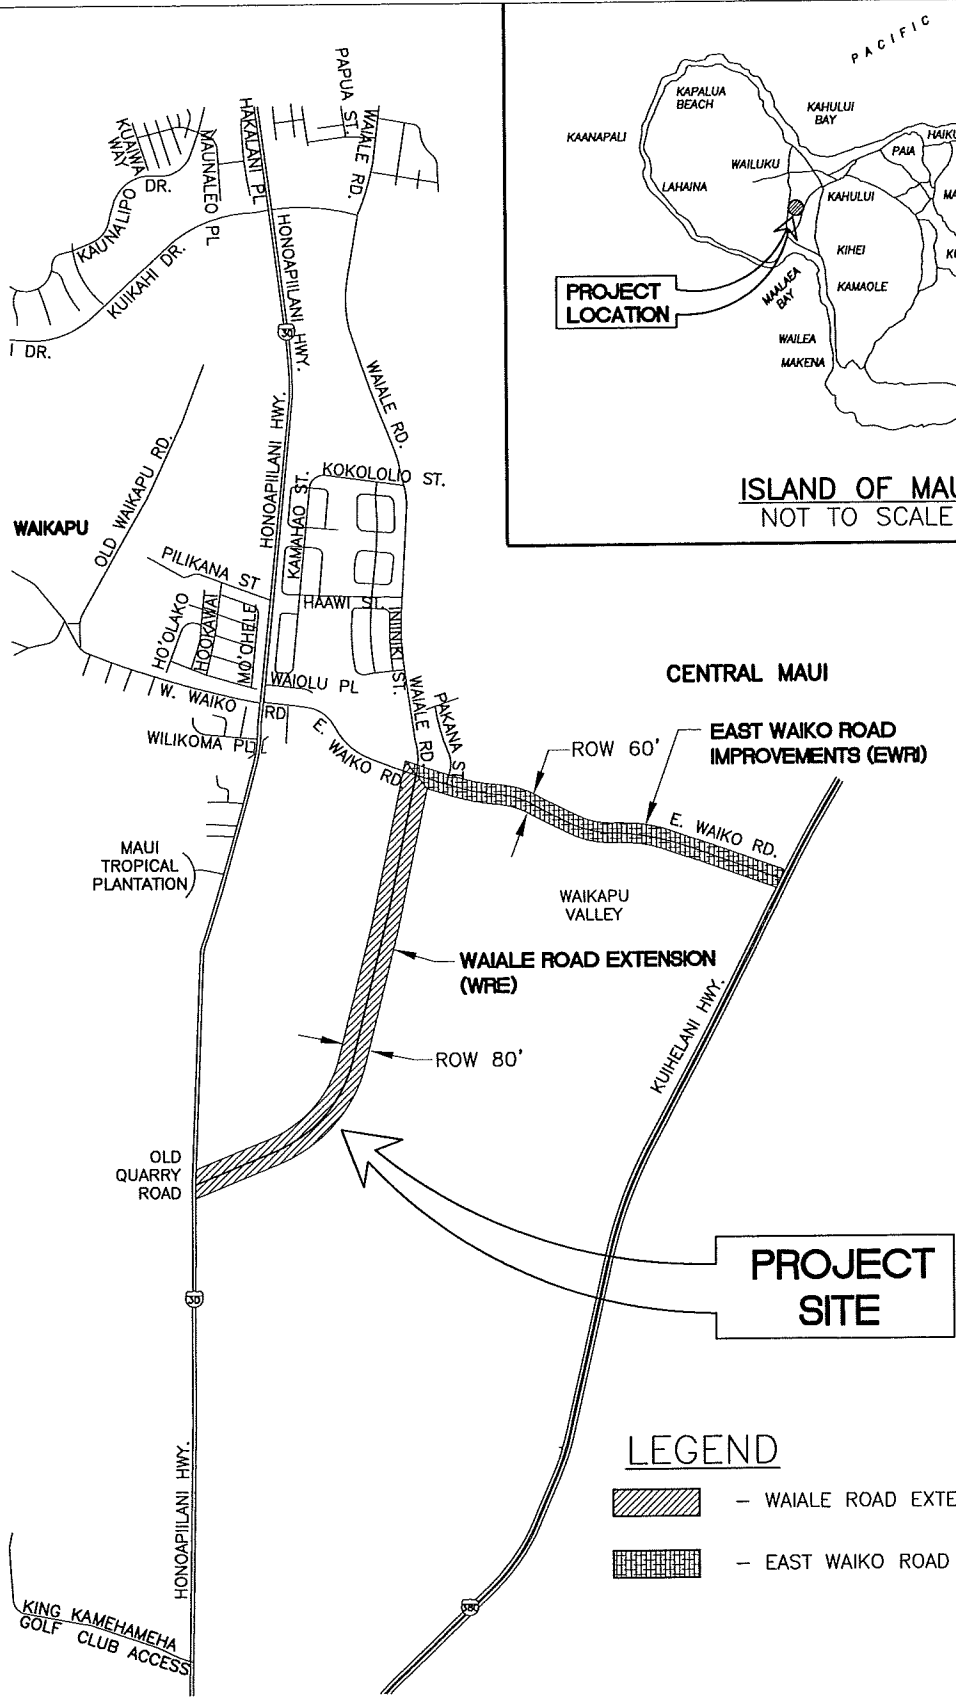 PACIFIC
KAPALUA
BEACH
KAHULUI
BAY
KAANAPALI
HAIKU
PAIA
WAILUKU
LAHAINA
KAHULUI
MA
KIHEI
KU
KAMAOLE
PROJECT
LOCATION
MAALAEA
BAY
WAILEA
MAKENA
ISLAND OF MAU
NOT TO SCALE
KUAIWA
WAY
MAUNALEO PL
HAKALANI PL
PAPUA ST.
WAIALE RD.
KAUNALIPO DR.
KUIKAHI DR.
I DR.
HONOAPIILANI HWY.
30
WAIALE RD.
OLD WAIKAPU RD.
HONOAPIILANI HWY.
KOKOLOLIO ST.
KAMAHAO ST.
WAIKAPU
PILIKANA ST
HAAWI ST.
HO'OLAKO
HOOKAWAI
MO'OHELE
INIINIKI ST.
WAIOLU PL
W. WAIKO RD
WILIKOMA PL
E. WAIKO RD.
WAIALE RD.
PAKANA ST.
CENTRAL MAUI
ROW 60'
EAST WAIKO ROAD
IMPROVEMENTS (EWRI)
E. WAIKO RD.
MAUI
TROPICAL
PLANTATION
WAIKAPU
VALLEY
WAIALE ROAD EXTENSION
(WRE)
KUIHELANI HWY.
ROW 80'
OLD
QUARRY
ROAD
PROJECT
SITE
30
LEGEND
- WAIALE ROAD EXTE
- EAST WAIKO ROAD
HONOAPIILANI HWY.
380
KING KAMEHAMEHA
GOLF CLUB ACCESS